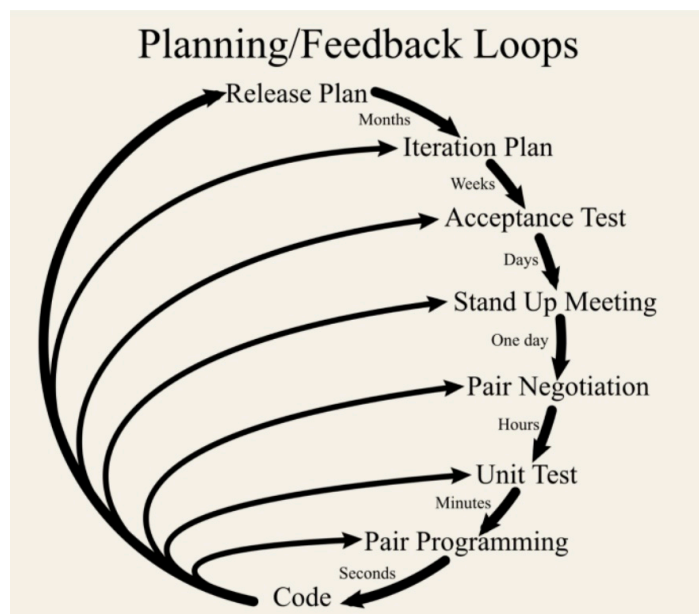 Planning/Feedback Loops
Release Plan
Months
Iteration Plan
Weeks
Acceptance Test
Days
Stand Up Meeting
One day
Pair Negotiation
Hours
Unit Test
Minutes
Pair Programming
Seconds
Code